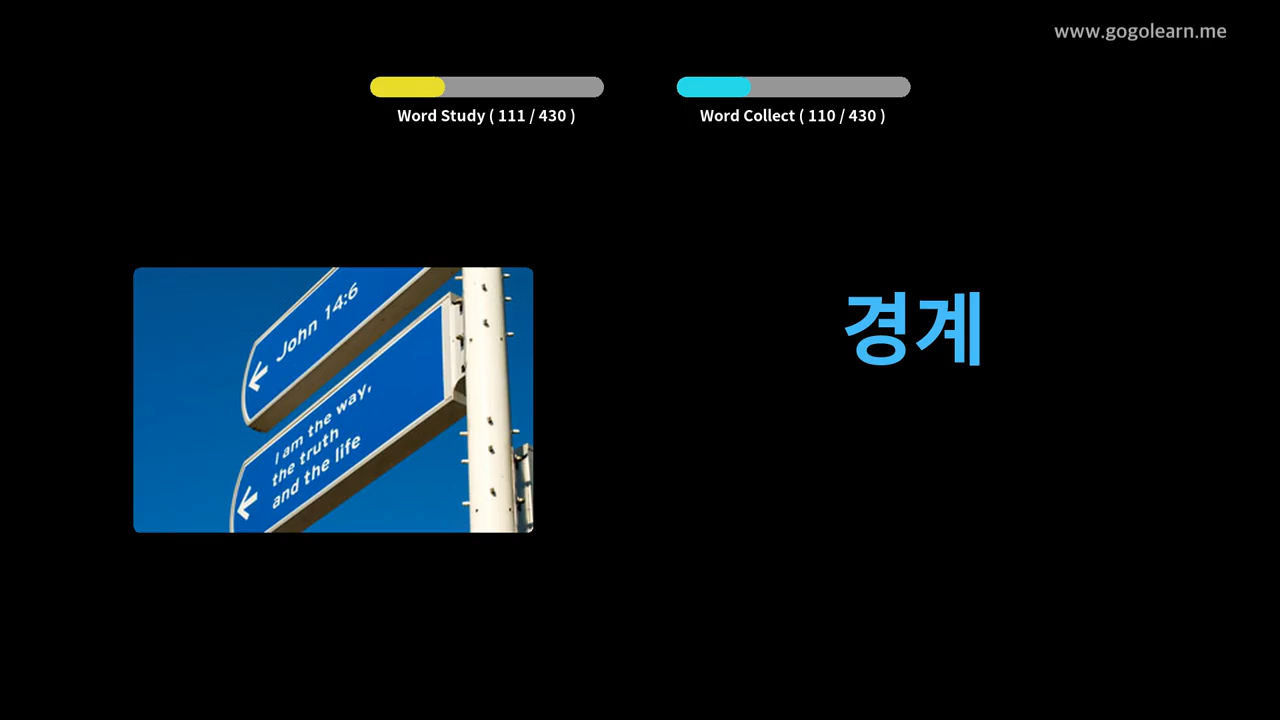 www.gogolearn.me
Word Study ( 111 / 430 )
Word Collect ( 110 / 430 )
John 14:6
I am the way,
the truth
and the life
경계